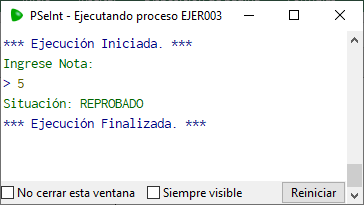 PSeInt - Ejecutando proceso EJER003
*** Ejecución Iniciada. ***
Ingrese Nota:
> 5
Situación: REPROBADO
*** Ejecución Finalizada. ***
No cerrar esta ventana Siempre visible Reiniciar